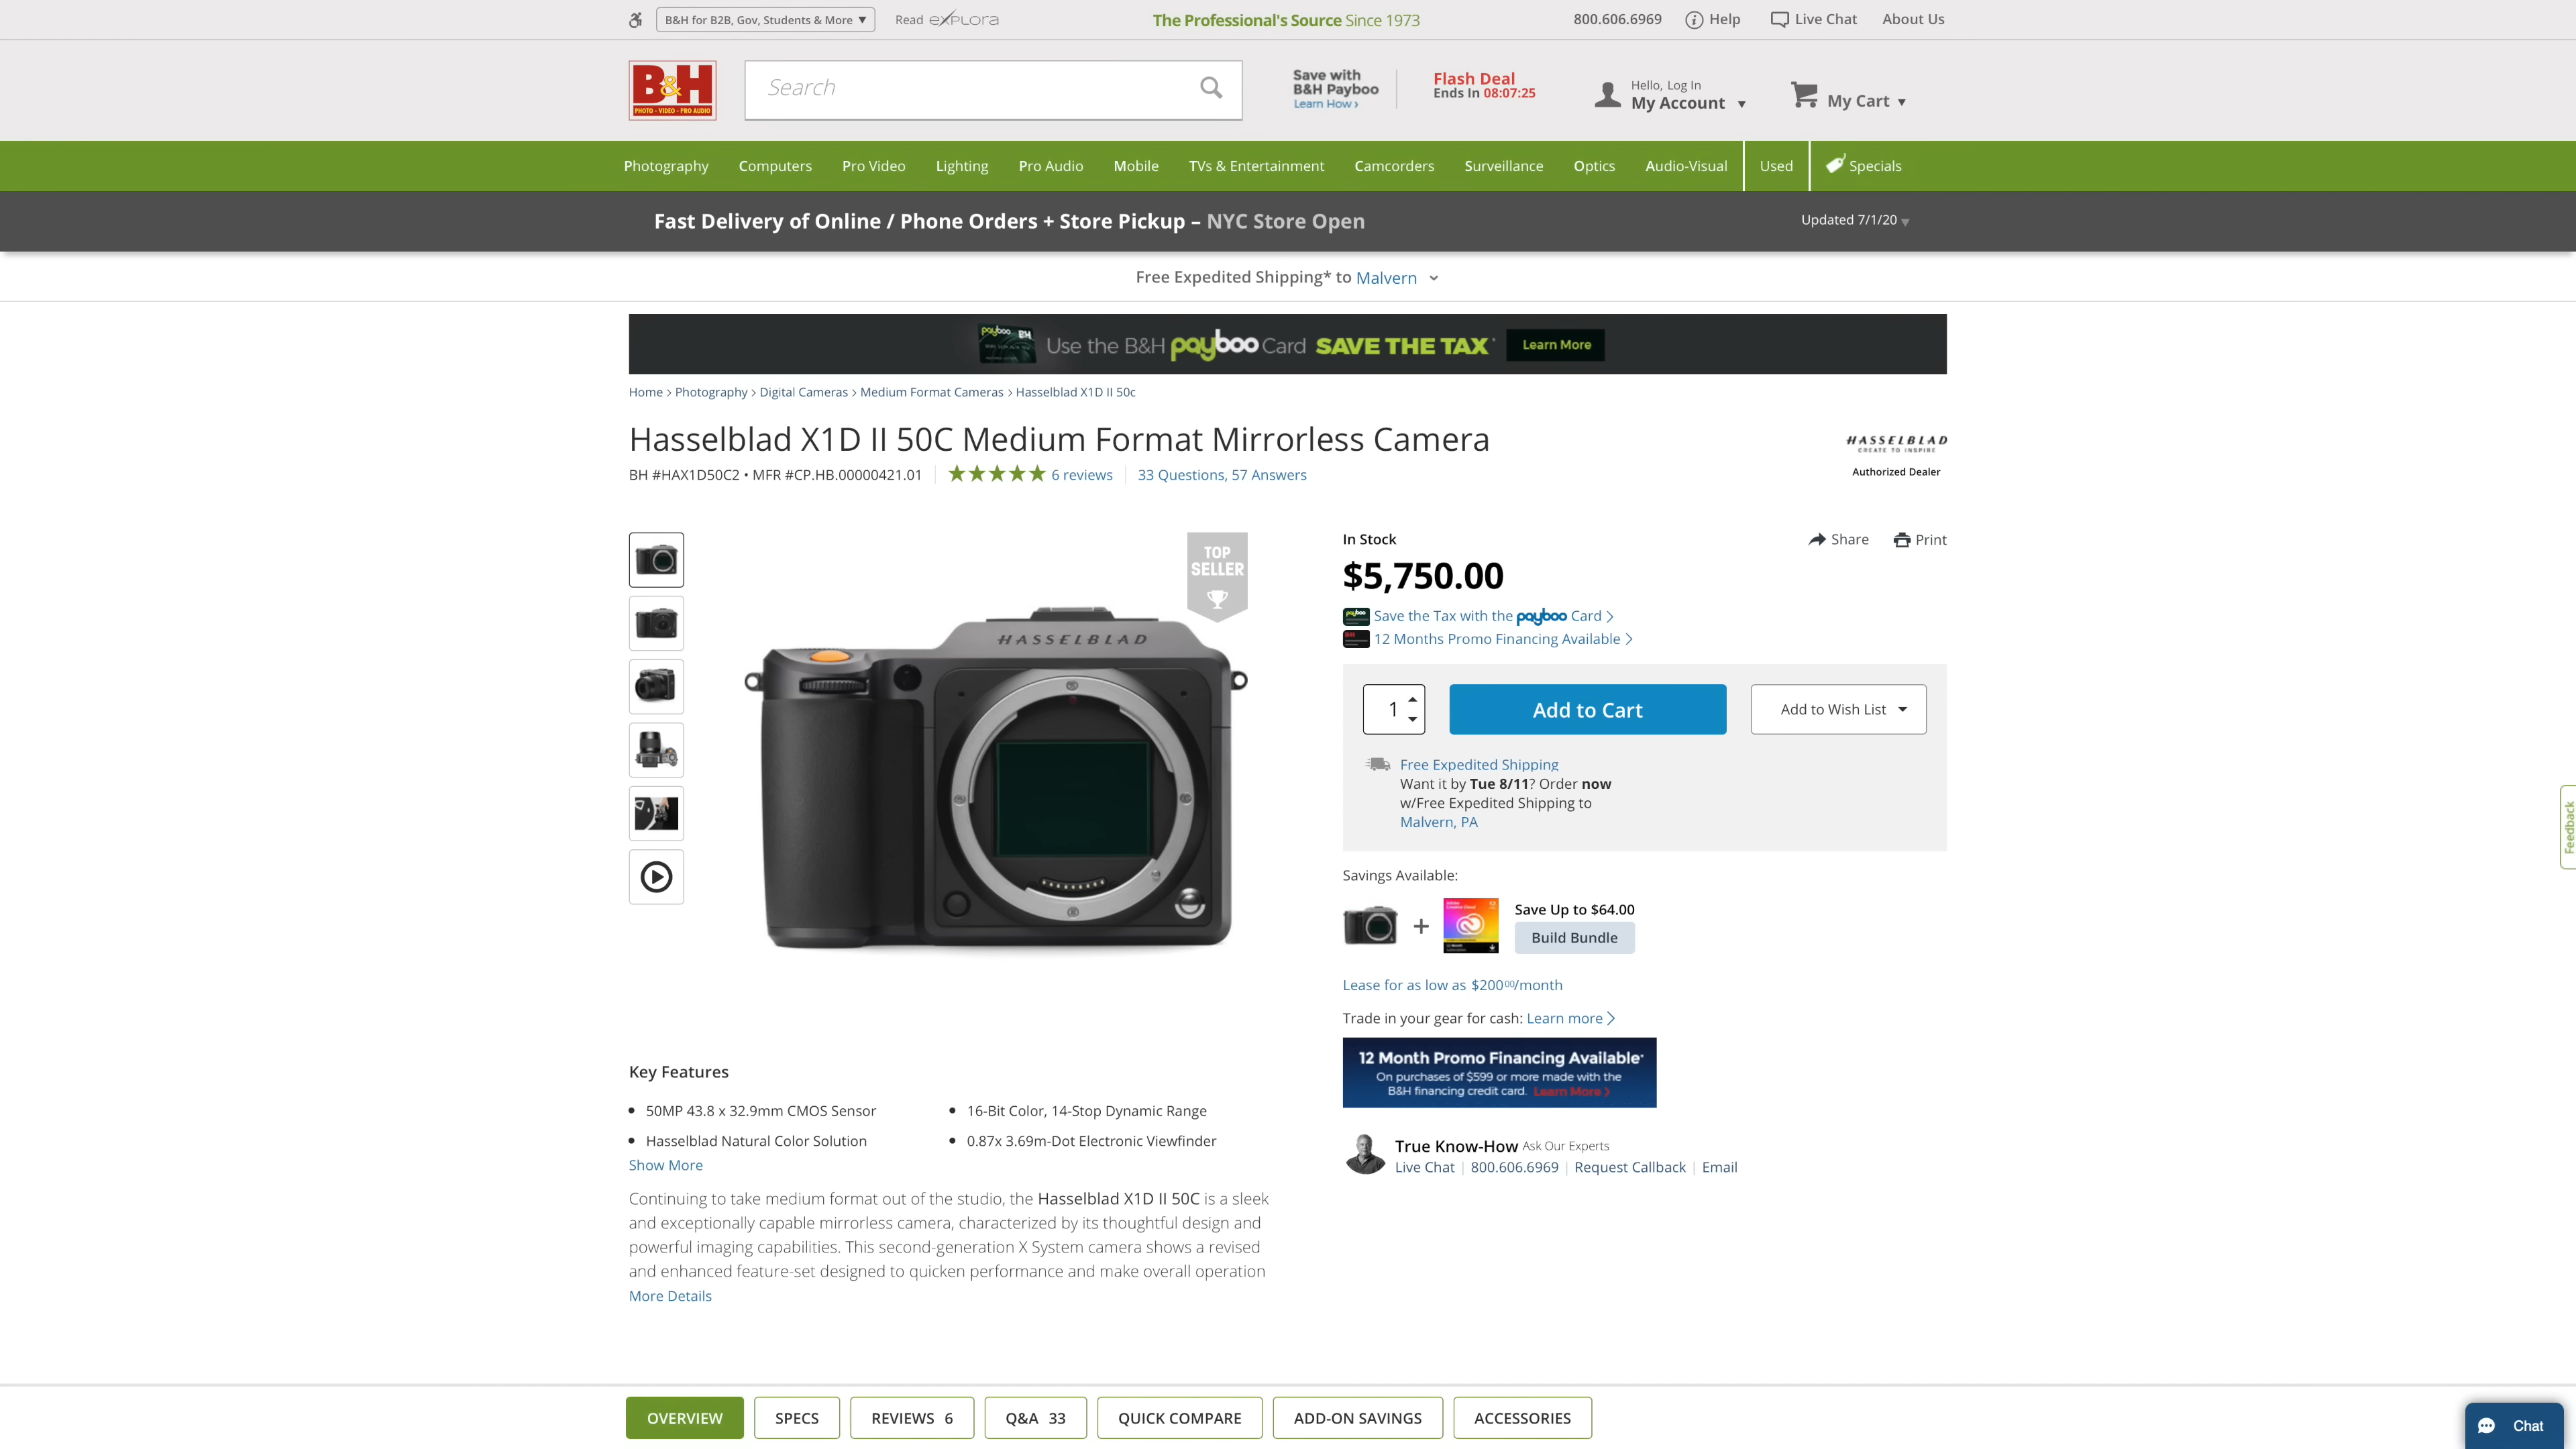 B&H for B2B, Gov, Students & More ▼
Read eXPLORA
The Professional's Source Since 1973
800.606.6969
Help
Live Chat
About Us
B&H
PHOTO - VIDEO - PRO AUDIO
Search
Save with
B&H Payboo
Learn How ›
Flash Deal
Ends In 08:07:25
Hello, Log In
My Account ▼
My Cart ▼
Photography Computers Pro Video Lighting Pro Audio Mobile TVs & Entertainment Camcorders Surveillance Optics Audio-Visual Used Specials
Fast Delivery of Online / Phone Orders + Store Pickup – NYC Store Open
Updated 7/1/20 ▼
Free Expedited Shipping* to Malvern
payboo BH
Use the B&H payboo Card SAVE THE TAX* Learn More
Home > Photography > Digital Cameras > Medium Format Cameras > Hasselblad X1D II 50c
Hasselblad X1D II 50C Medium Format Mirrorless Camera
BH #HAX1D50C2 • MFR #CP.HB.00000421.01
6 reviews
33 Questions, 57 Answers
HASSELBLAD
CREATE TO INSPIRE
Authorized Dealer
TOP
SELLER
HASSELBLAD
In Stock
Share
Print
$5,750.00
Save the Tax with the payboo Card >
12 Months Promo Financing Available >
1
Add to Cart
Add to Wish List
Free Expedited Shipping
Want it by Tue 8/11? Order now
w/Free Expedited Shipping to
Malvern, PA
Savings Available:
+
Save Up to $64.00
Build Bundle
Lease for as low as $200 00/month
Trade in your gear for cash: Learn more >
12 Month Promo Financing Available*
On purchases of $599 or more made with the
B&H financing credit card. Learn More >
True Know-How Ask Our Experts
Live Chat | 800.606.6969 | Request Callback | Email
Key Features
• 50MP 43.8 x 32.9mm CMOS Sensor
• Hasselblad Natural Color Solution
• 16-Bit Color, 14-Stop Dynamic Range
• 0.87x 3.69m-Dot Electronic Viewfinder
Show More
Continuing to take medium format out of the studio, the Hasselblad X1D II 50C is a sleek
and exceptionally capable mirrorless camera, characterized by its thoughtful design and
powerful imaging capabilities. This second-generation X System camera shows a revised
and enhanced feature-set designed to quicken performance and make overall operation
More Details
Feedback
OVERVIEW
SPECS
REVIEWS 6
Q&A 33
QUICK COMPARE
ADD-ON SAVINGS
ACCESSORIES
Chat